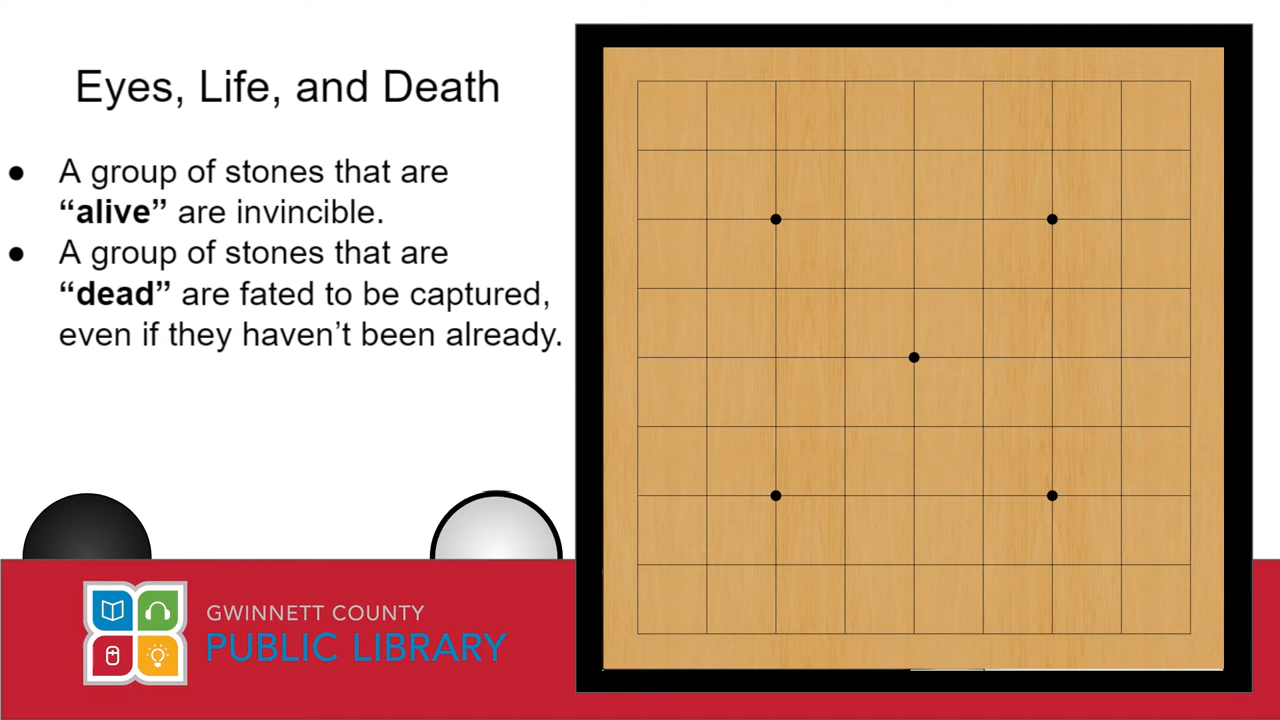 Eyes, Life, and Death
● A group of stones that are
“alive” are invincible.
● A group of stones that are
“dead” are fated to be captured,
even if they haven’t been already.
GWINNETT COUNTY
PUBLIC LIBRARY